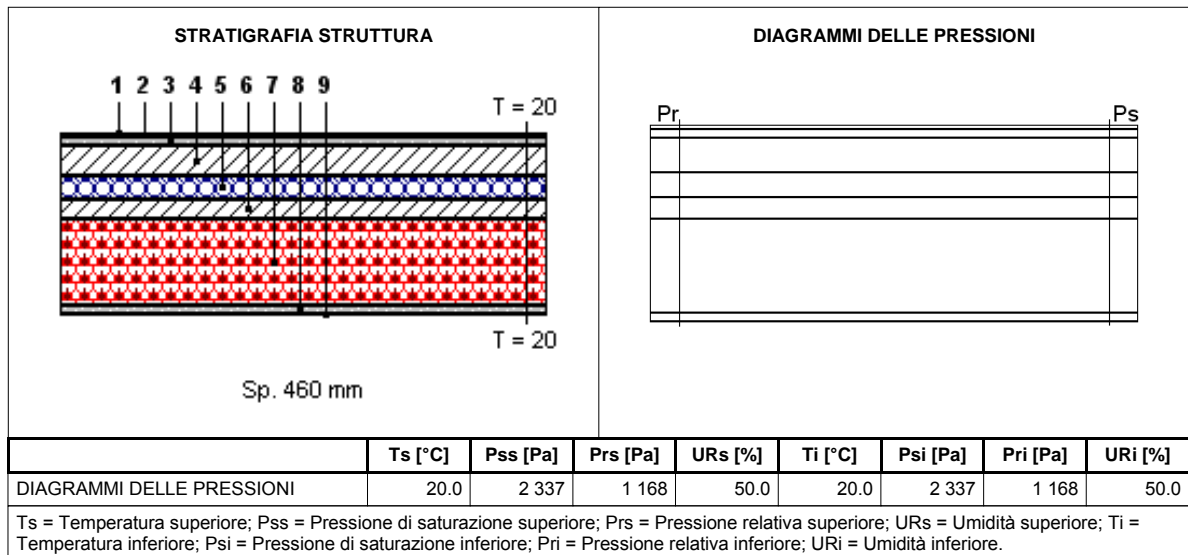 STRATIGRAFIA STRUTTURA
1 2 3 4 5 6 7 8 9
T = 20
T = 20
Sp. 460 mm
DIAGRAMMI DELLE PRESSIONI
Pr Ps
Ts [°C] Pss [Pa] Prs [Pa] URs [%] Ti [°C] Psi [Pa] Pri [Pa] URi [%]
DIAGRAMMI DELLE PRESSIONI 20.0 2 337 1 168 50.0 20.0 2 337 1 168 50.0
Ts = Temperatura superiore; Pss = Pressione di saturazione superiore; Prs = Pressione relativa superiore; URs = Umidità superiore; Ti =
Temperatura inferiore; Psi = Pressione di saturazione inferiore; Pri = Pressione relativa inferiore; URi = Umidità inferiore.